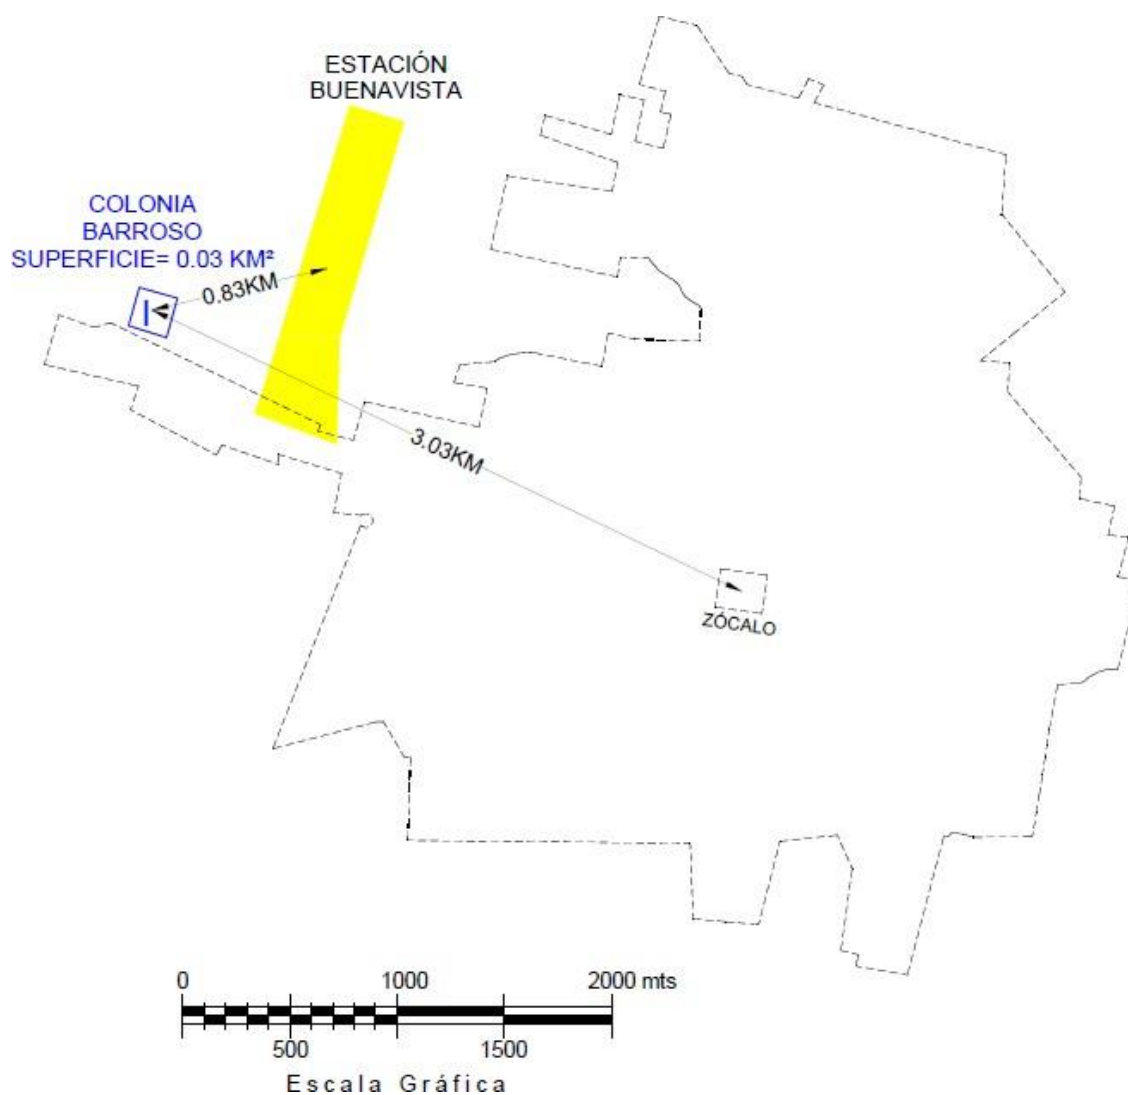 ESTACIÓN
BUENAVISTA
COLONIA
BARROSO
SUPERFICIE= 0.03 KM²
0.83KM
I
3.03KM
ZÓCALO
0 1000 2000 mts
500 1500
Escala Gráfica